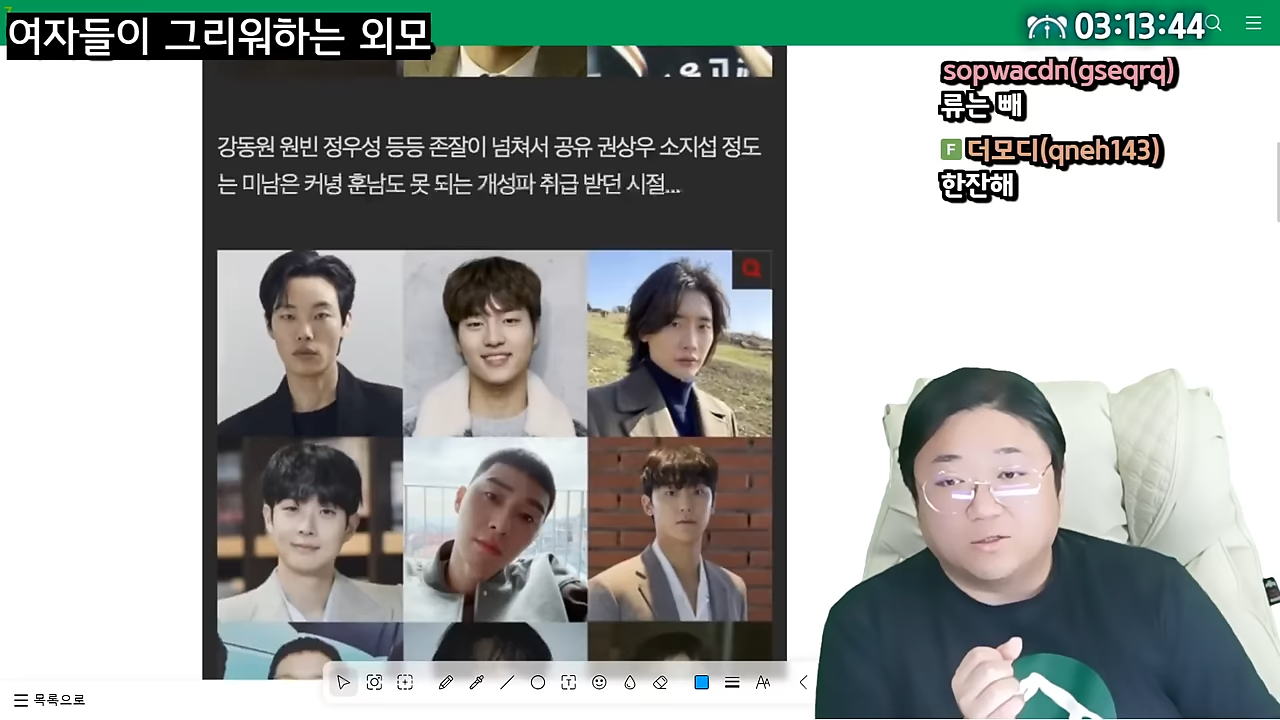 여자들이 그리워하는 외모
03:13:44
sopwacdn(gseqrq)
류는 빼
F 더모디(qneh143)
한잔해
강동원 원빈 정우성 등등 존잘이 넘쳐서 공유 권상우 소지섭 정도
는 미남은 커녕 훈남도 못 되는 개성파 취급 받던 시절...
목록으로